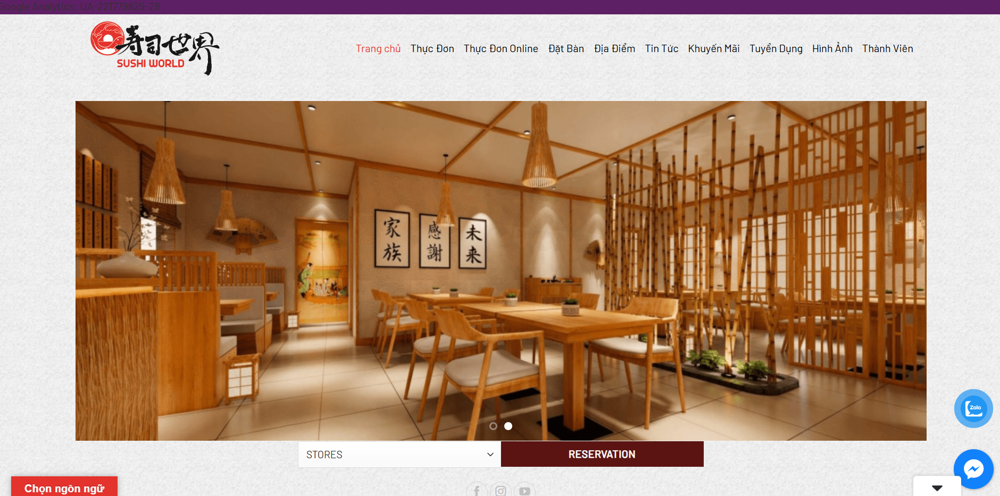 Google Analytics: UA-221779825-28
寿司世界
SUSHI WORLD
Trang chủ Thực Đơn Thực Đơn Online Đặt Bàn Địa Điểm Tin Tức Khuyến Mãi Tuyển Dụng Hình Ảnh Thành Viên
家族
感謝
未来
Zalo
STORES
RESERVATION
Chọn ngôn ngữ